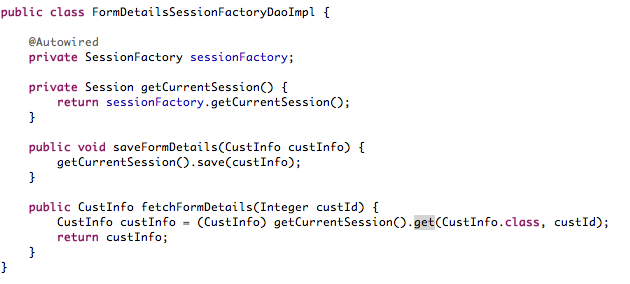 public class FormDetailsSessionFactoryDaoImpl {
@Autowired
private SessionFactory sessionFactory;
private Session getCurrentSession() {
return sessionFactory.getCurrentSession();
}
public void saveFormDetails(CustInfo custInfo) {
getCurrentSession().save(custInfo);
}
public CustInfo fetchFormDetails(Integer custId) {
CustInfo custInfo = (CustInfo) getCurrentSession().get(CustInfo.class, custId);
return custInfo;
}
}